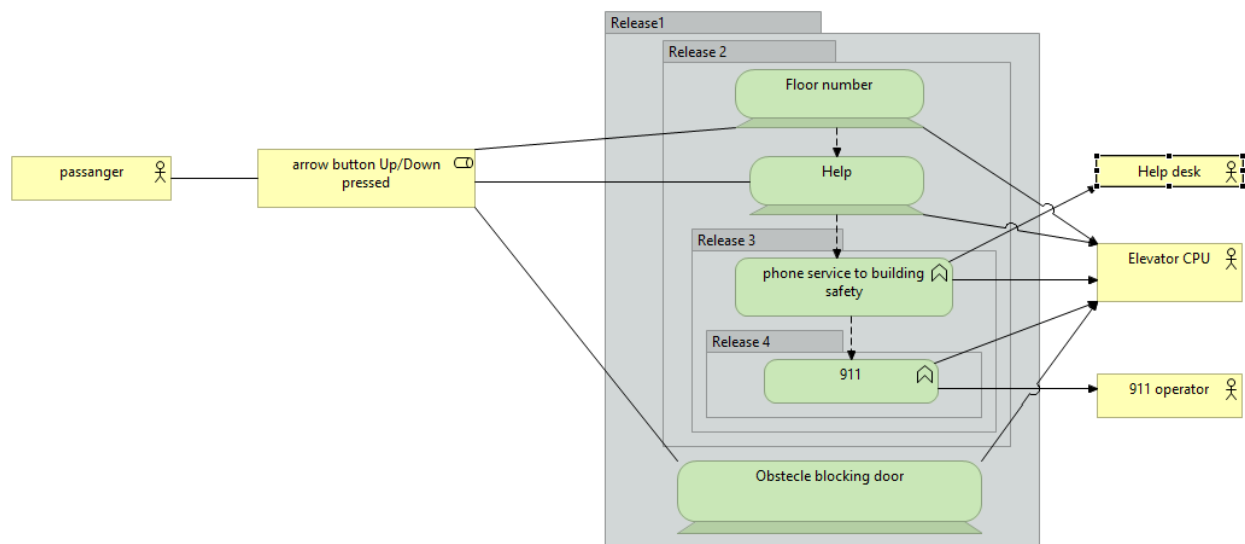 Release1
Release 2
Floor number
passanger
arrow button Up/Down
pressed
Help
Help desk
Release 3
phone service to building
safety
Elevator CPU
Release 4
911
911 operator
Obstecle blocking door